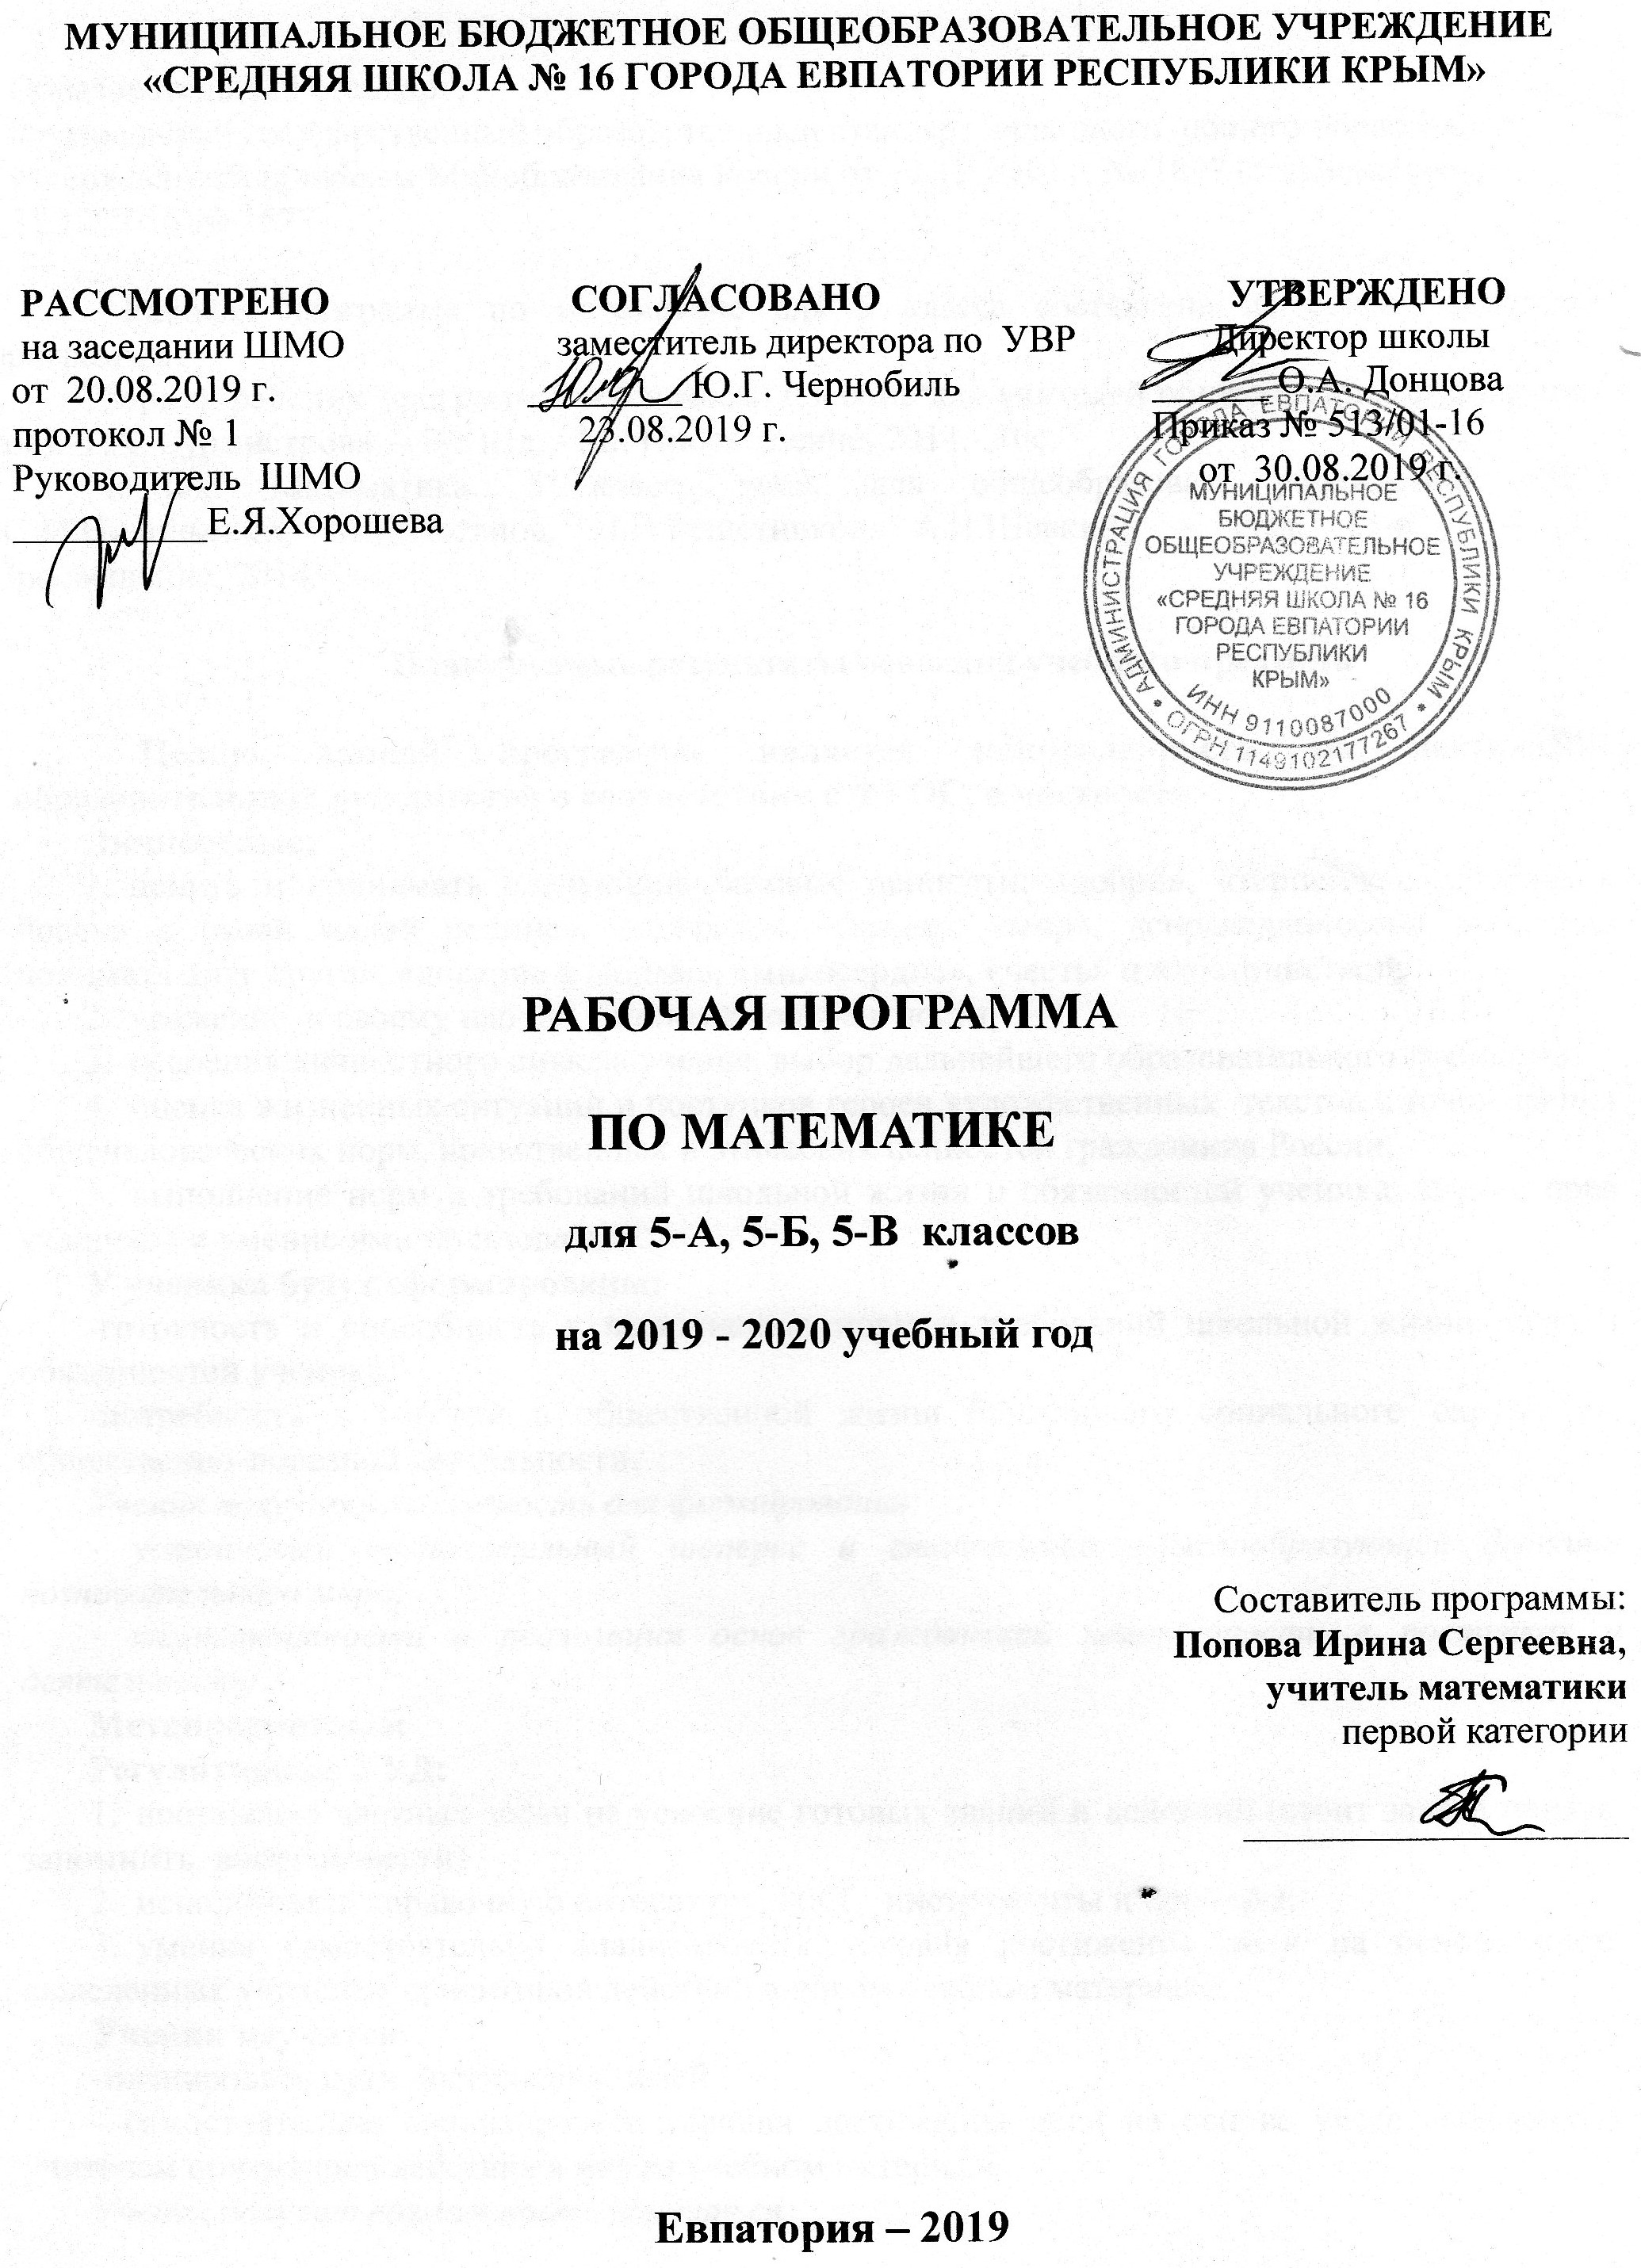 МУНИЦИПАЛЬНОЕ БЮДЖЕТНОЕ ОБЩЕОБРАЗОВАТЕЛЬНОЕ УЧРЕЖДЕНИЕ
«СРЕДНЯЯ ШКОЛА № 16 ГОРОДА ЕВПАТОРИИ РЕСПУБЛИКИ КРЫМ»
РАССМОТРЕНО
на заседании ШМО
от 20.08.2019 г.
протокол № 1
Руководитель ШМО
Е.Я.Хорошева
СОГЛАСОВАНО
заместитель директора по УВР
Ю.Г. Чернобиль
23.08.2019 г.
УТВЕРЖДЕНО
Директор школы
О.А. Донцова
Приказ № 513/01-16
от 30.08.2019 г.
АДМИНИСТРАЦИЯ ГОРОДА ЕВПАТОРИИ РЕСПУБЛИКИ КРЫМ
МУНИЦИПАЛЬНОЕ
БЮДЖЕТНОЕ
ОБЩЕОБРАЗОВАТЕЛЬНОЕ
УЧРЕЖДЕНИЕ
«СРЕДНЯЯ ШКОЛА № 16
ГОРОДА ЕВПАТОРИИ
РЕСПУБЛИКИ
КРЫМ»
ИНН 9110087000
ОГРН 1149102177267
РАБОЧАЯ ПРОГРАММА
ПО МАТЕМАТИКЕ
для 5-А, 5-Б, 5-В классов
на 2019 - 2020 учебный год
Составитель программы:
Попова Ирина Сергеевна,
учитель математики
первой категории
Евпатория – 2019